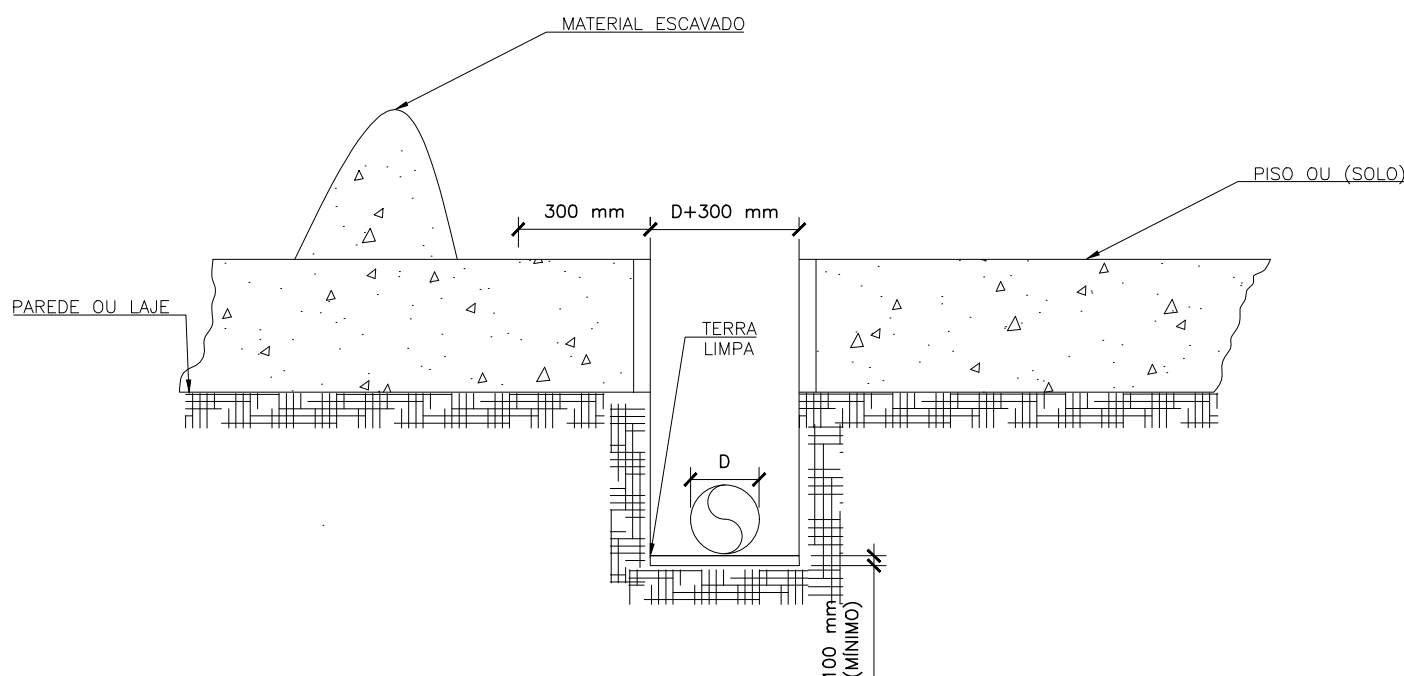 MATERIAL ESCAVADO
PISO OU (SOLO)
300 mm
D+300 mm
PAREDE OU LAJE
TERRA
LIMPA
D
100 mm
(MÍNIMO)